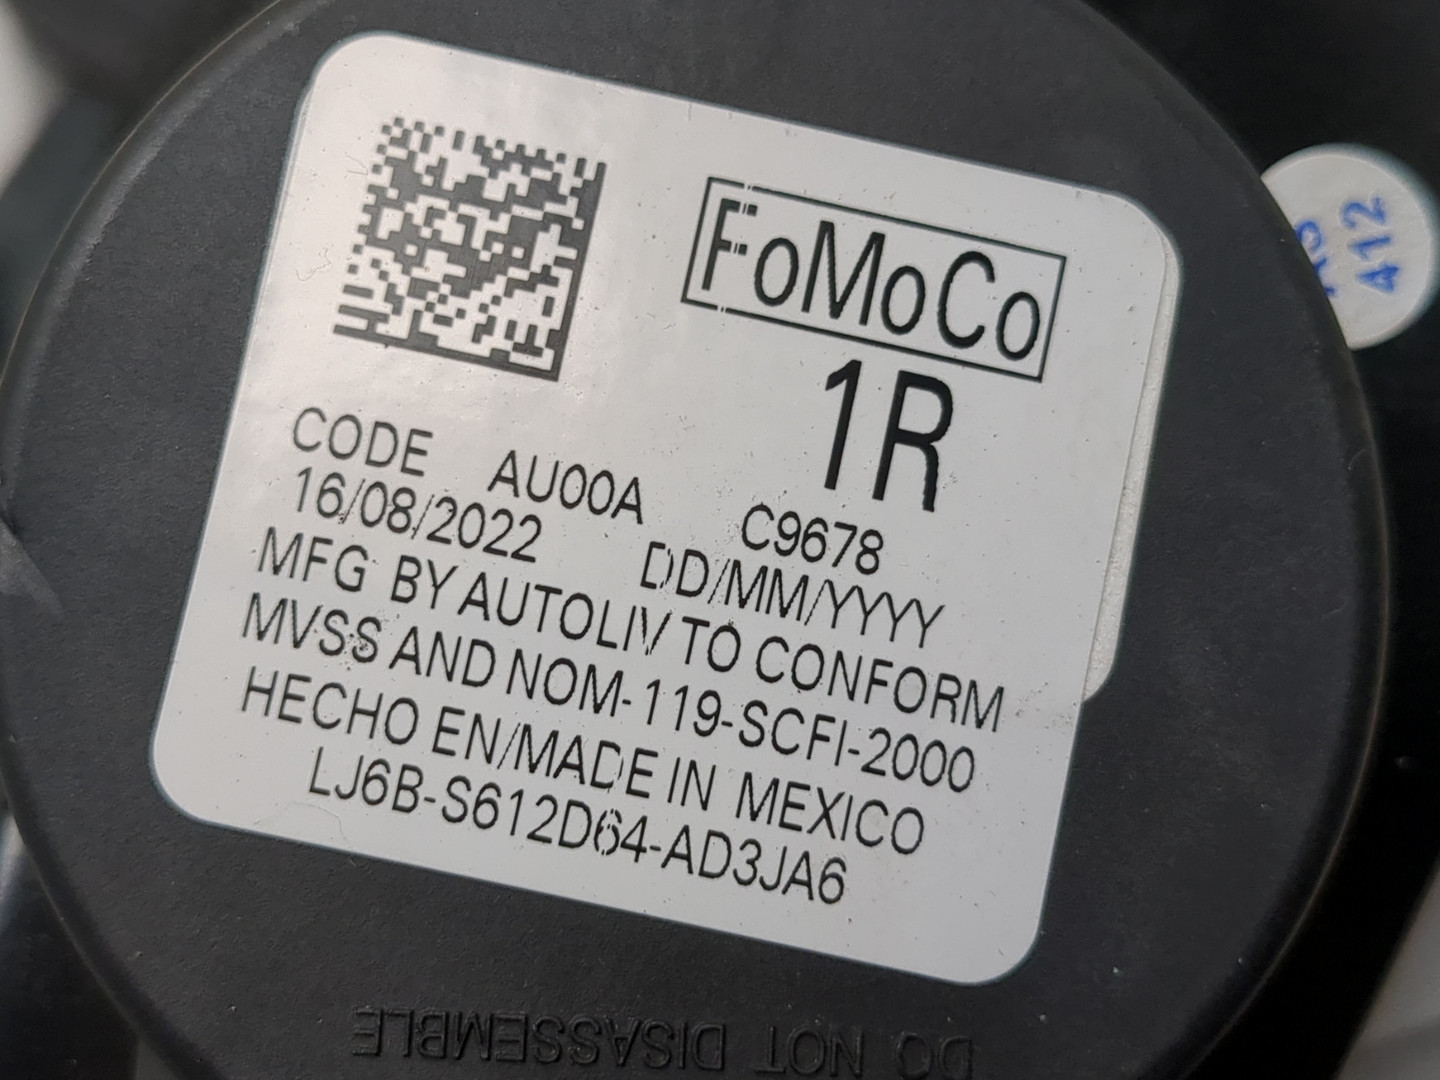 FoMoCo
1R
CODE AU00A C9678
16/08/2022 DD/MM/YYYY
MFG BY AUTOLIV TO CONFORM
MVSS AND NOM-119-SCFI-2000
HECHO EN/MADE IN MEXICO
LJ6B-S612D64-AD3JA6
412
DO NOT DISASSEMBLE